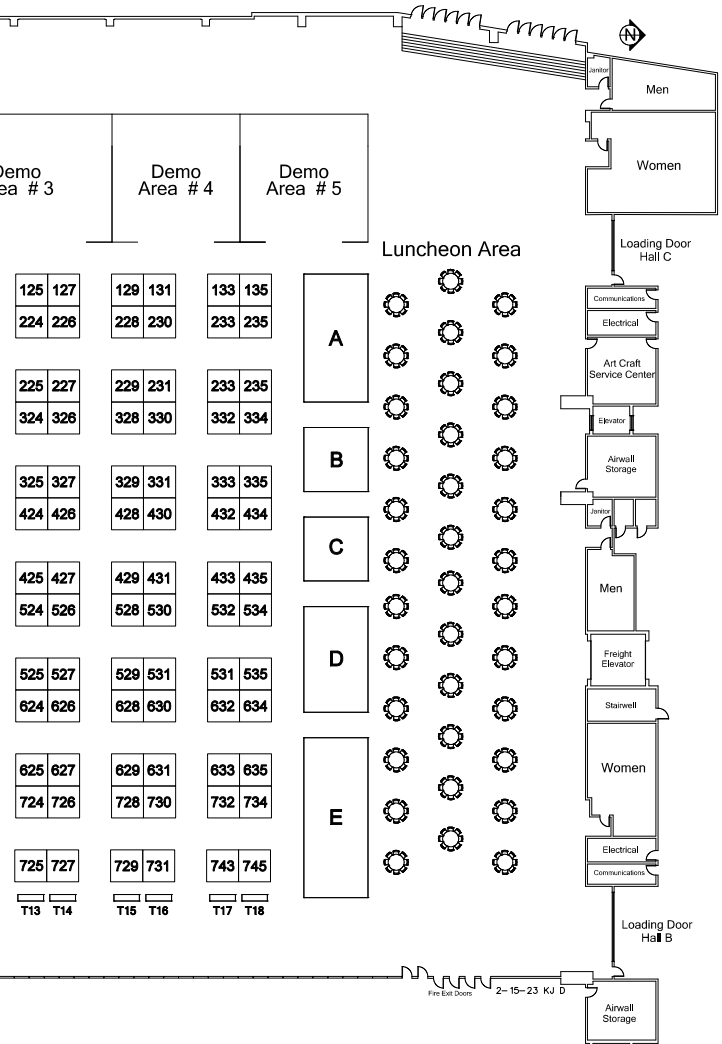 N
Janitor
Men
Women
Demo
Area # 3
Demo
Area # 4
Demo
Area # 5
Luncheon Area
Loading Door
Hall C
125 127 129 131 133 135
224 226 228 230 233 235
A
Communications
Electrical
Art Craft
Service Center
225 227 229 231 233 235
324 326 328 330 332 334
Elevator
B
Airwall
Storage
325 327 329 331 333 335
424 426 428 430 432 434
Janitor
C
425 427 429 431 433 435
524 526 528 530 532 534
Men
D
Freight
Elevator
525 527 529 531 531 535
624 626 628 630 632 634
Stairwell
Women
625 627 629 631 633 635
724 726 728 730 732 734
E
Electrical
Communications
725 727 729 731 743 745
T13 T14 T15 T16 T17 T18
Loading Door
Hall B
Fire Exit Doors
2-15-23 KJ D
Airwall
Storage